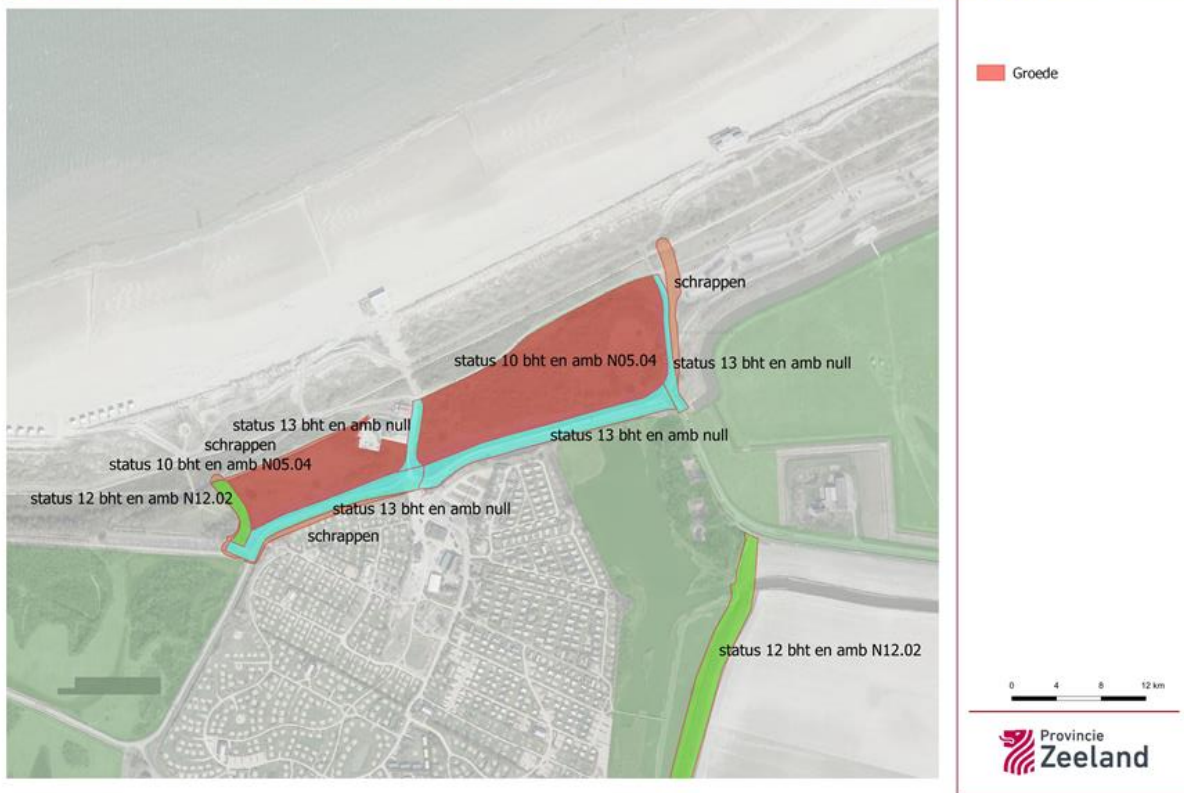 Groede
schrappen
status 10 bht en amb N05.04
status 13 bht en amb null
status 13 bht en amb null
schrappen
status 13 bht en amb null
status 10 bht en amb N05.04
status 12 bht en amb N12.02
status 13 bht en amb null
schrappen
status 12 bht en amb N12.02
0 4 8 12 km
Provincie
Zeeland